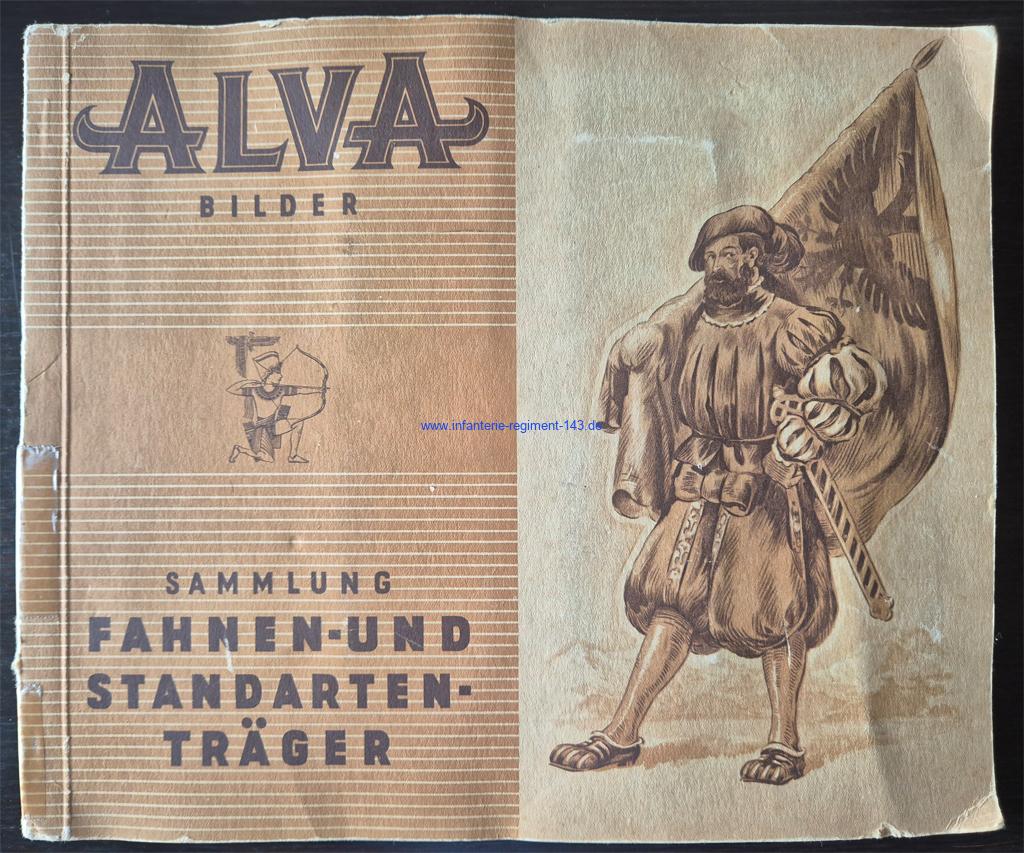 ALVA
BILDER
www.infanterie-regiment-143.de
SAMMLUNG
FAHNEN-UND
STANDARTEN-
TRÄGER